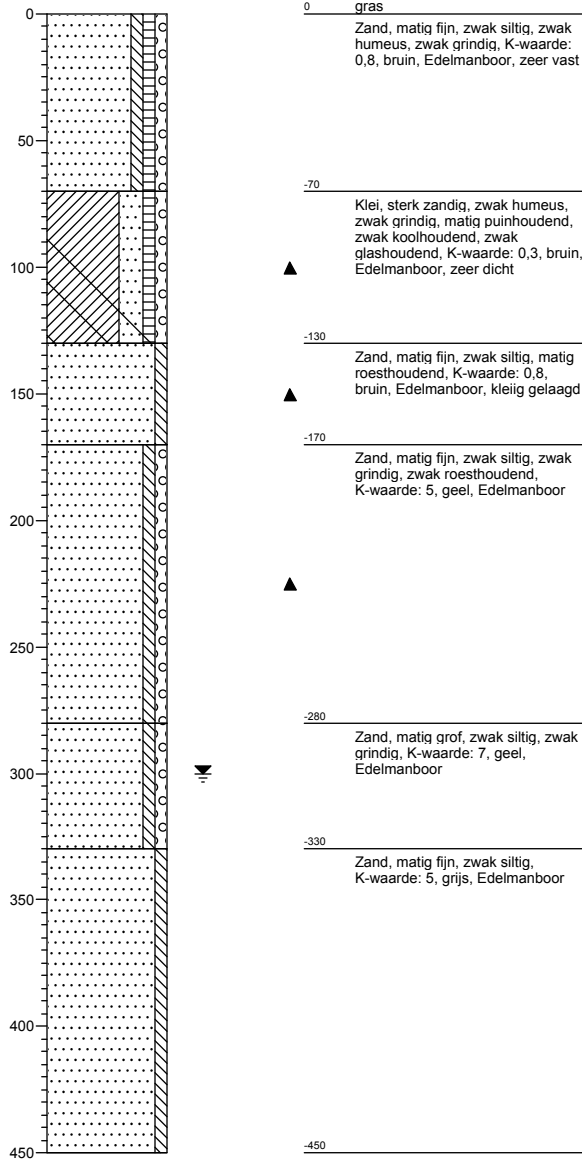 0
50
100
150
200
250
300
350
400
450
0
gras
Zand, matig fijn, zwak siltig, zwak
humeus, zwak grindig, K-waarde:
0,8, bruin, Edelmanboor, zeer vast
-70
Klei, sterk zandig, zwak humeus,
zwak grindig, matig puinhoudend,
zwak koolhoudend, zwak
glashoudend, K-waarde: 0,3, bruin,
Edelmanboor, zeer dicht
-130
Zand, matig fijn, zwak siltig, matig
roesthoudend, K-waarde: 0,8,
bruin, Edelmanboor, kleiig gelaagd
-170
Zand, matig fijn, zwak siltig, zwak
grindig, zwak roesthoudend,
K-waarde: 5, geel, Edelmanboor
-280
Zand, matig grof, zwak siltig, zwak
grindig, K-waarde: 7, geel,
Edelmanboor
-330
Zand, matig fijn, zwak siltig,
K-waarde: 5, grijs, Edelmanboor
-450